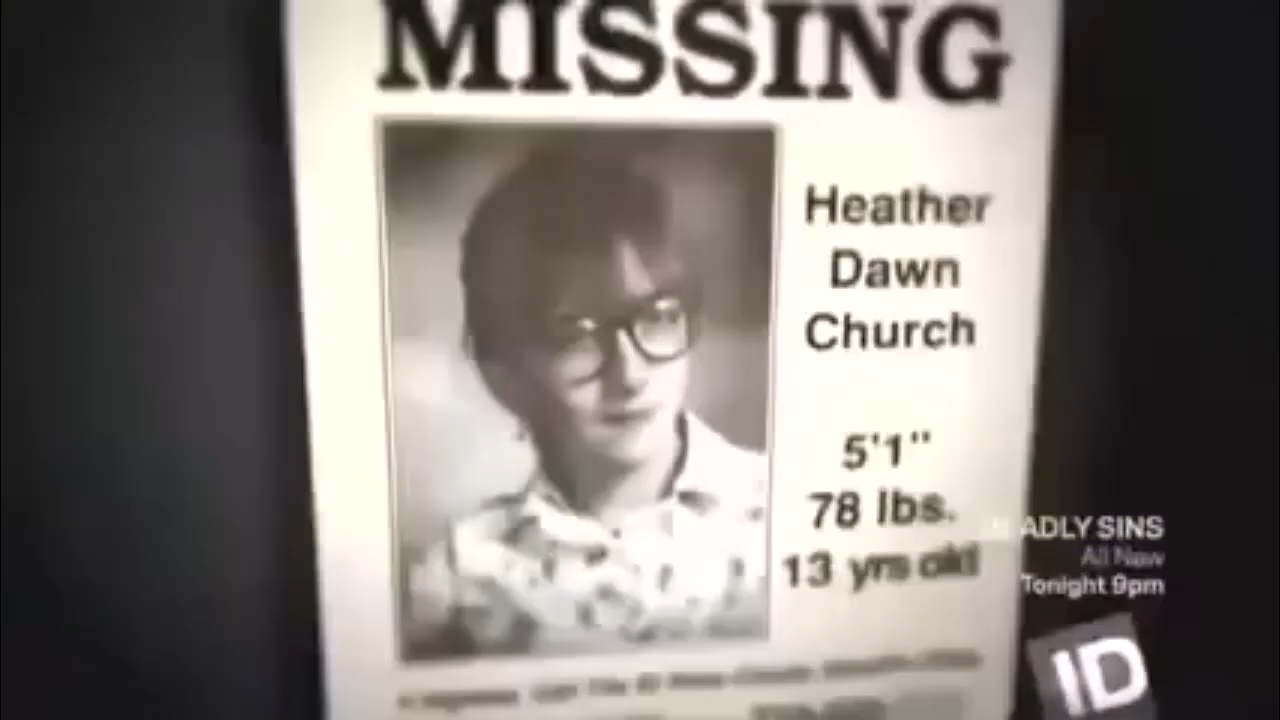 MISSING
Heather
Dawn
Church
5'1"
78 lbs.
13 yrs old
ADLY SINS
All New
Tonight 9pm
ID